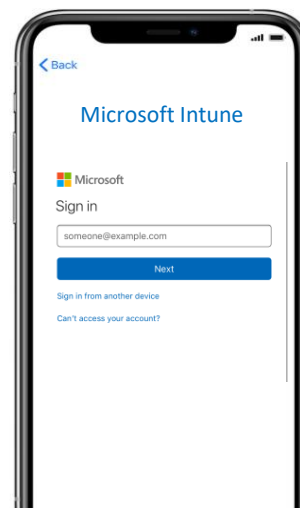 Back
Microsoft Intune
Microsoft
Sign in
someone@example.com
Next
Sign in from another device
Can't access your account?